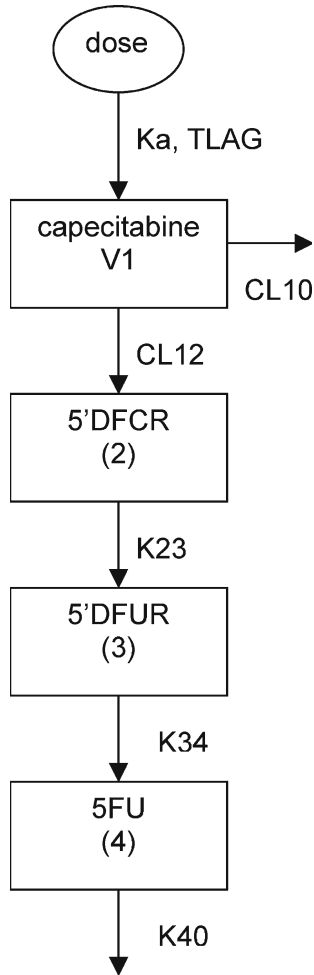 dose
Ka, TLAG
capecitabine
V1
CL10
CL12
5’DFCR
(2)
K23
5’DFUR
(3)
K34
5FU
(4)
K40